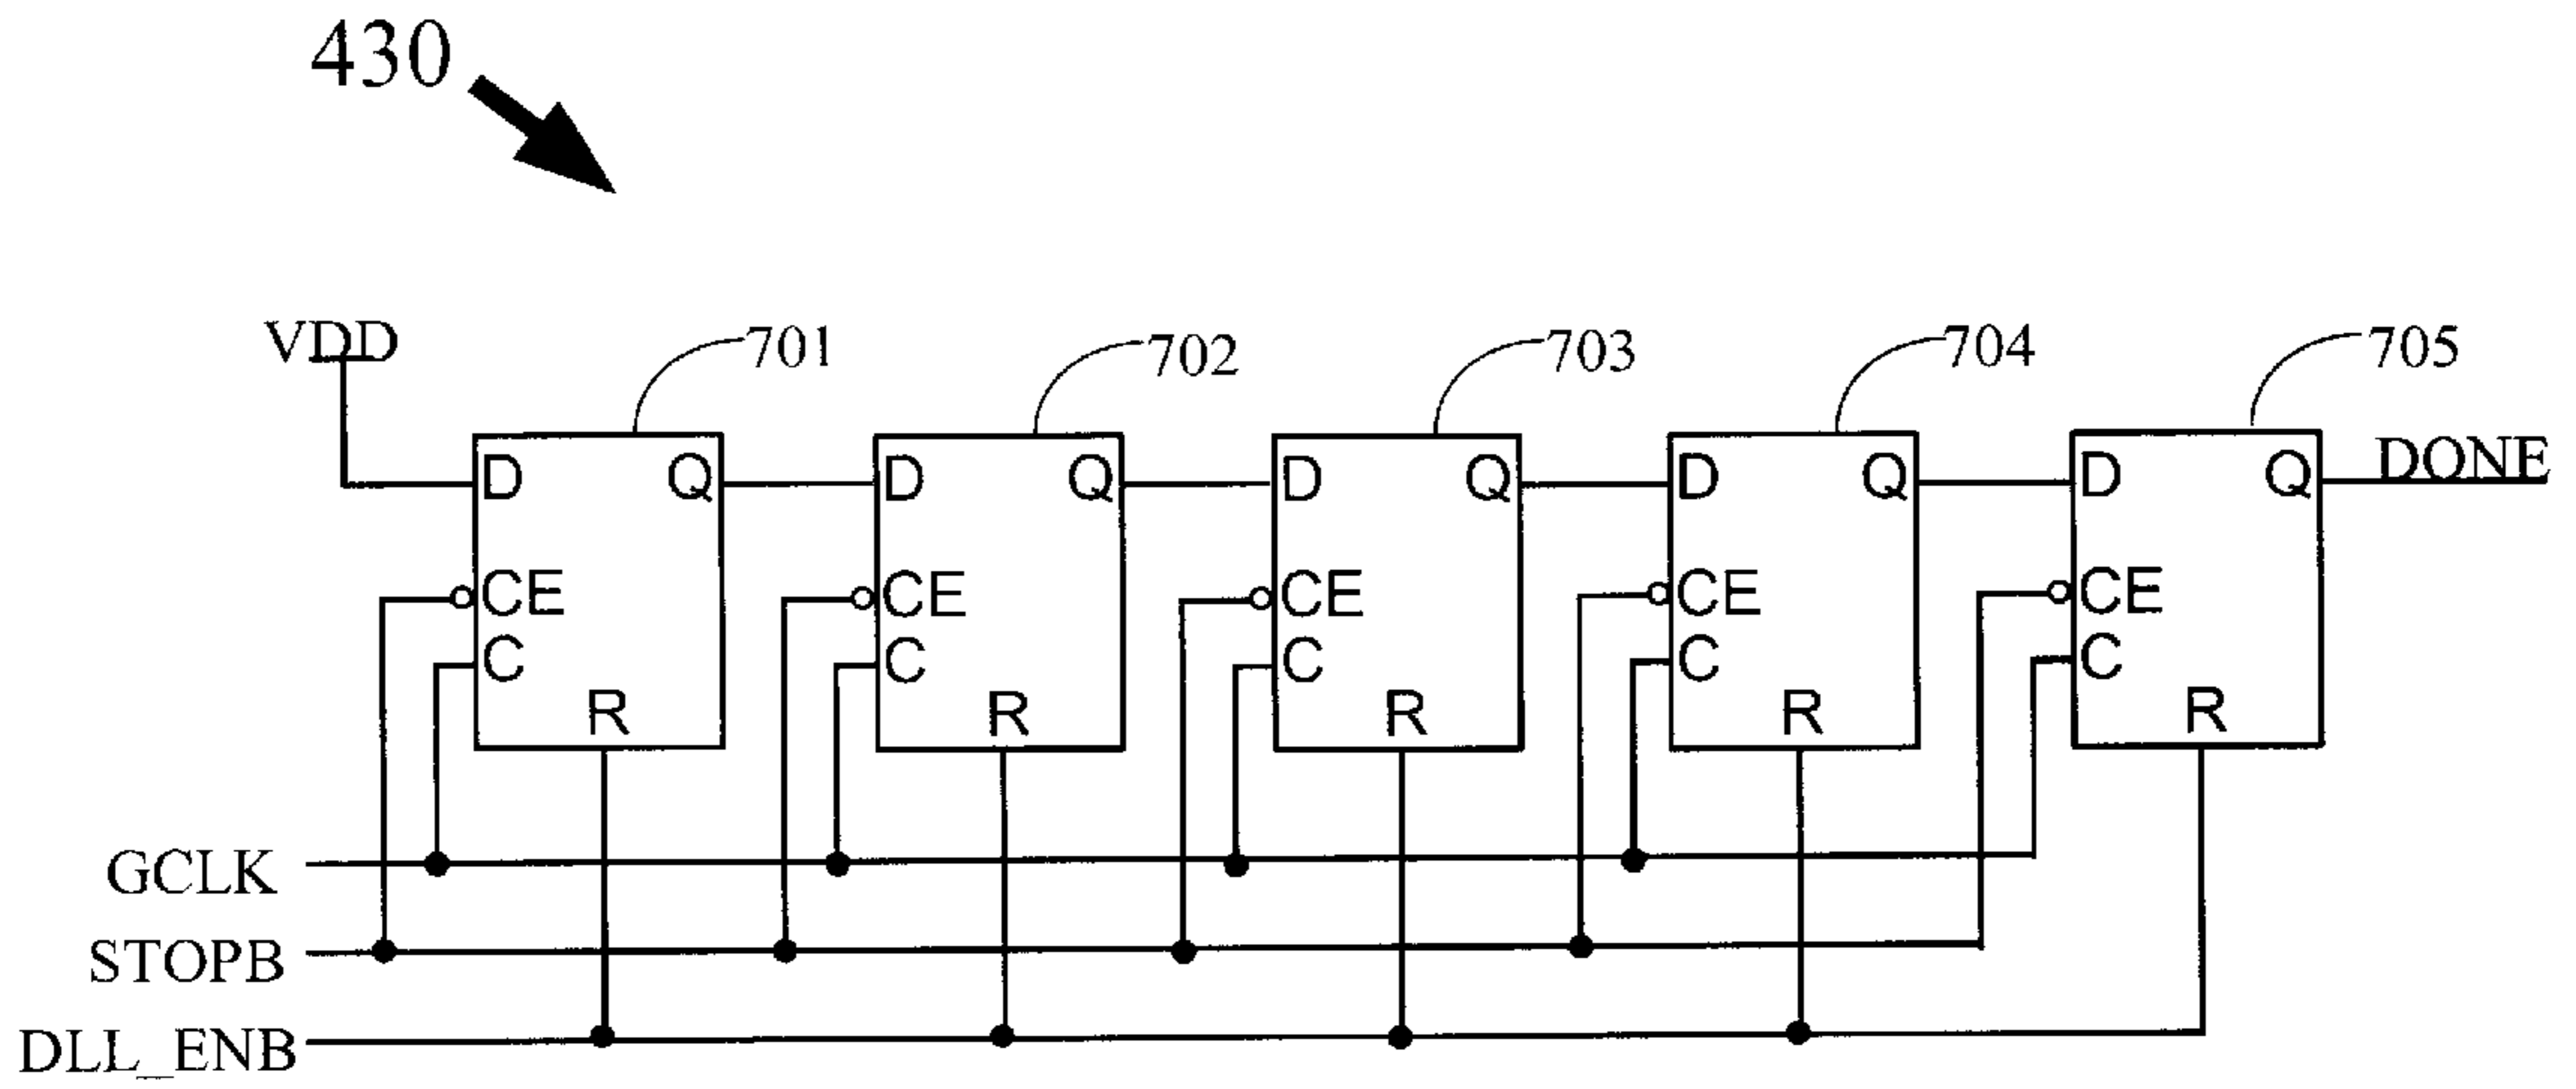 430
VDD
701
702
703
704
705
D Q
D Q
D Q
D Q
D Q
DONE
CE
CE
CE
CE
CE
C
C
C
C
C
R
R
R
R
R
GCLK
STOPB
DLL_ENB